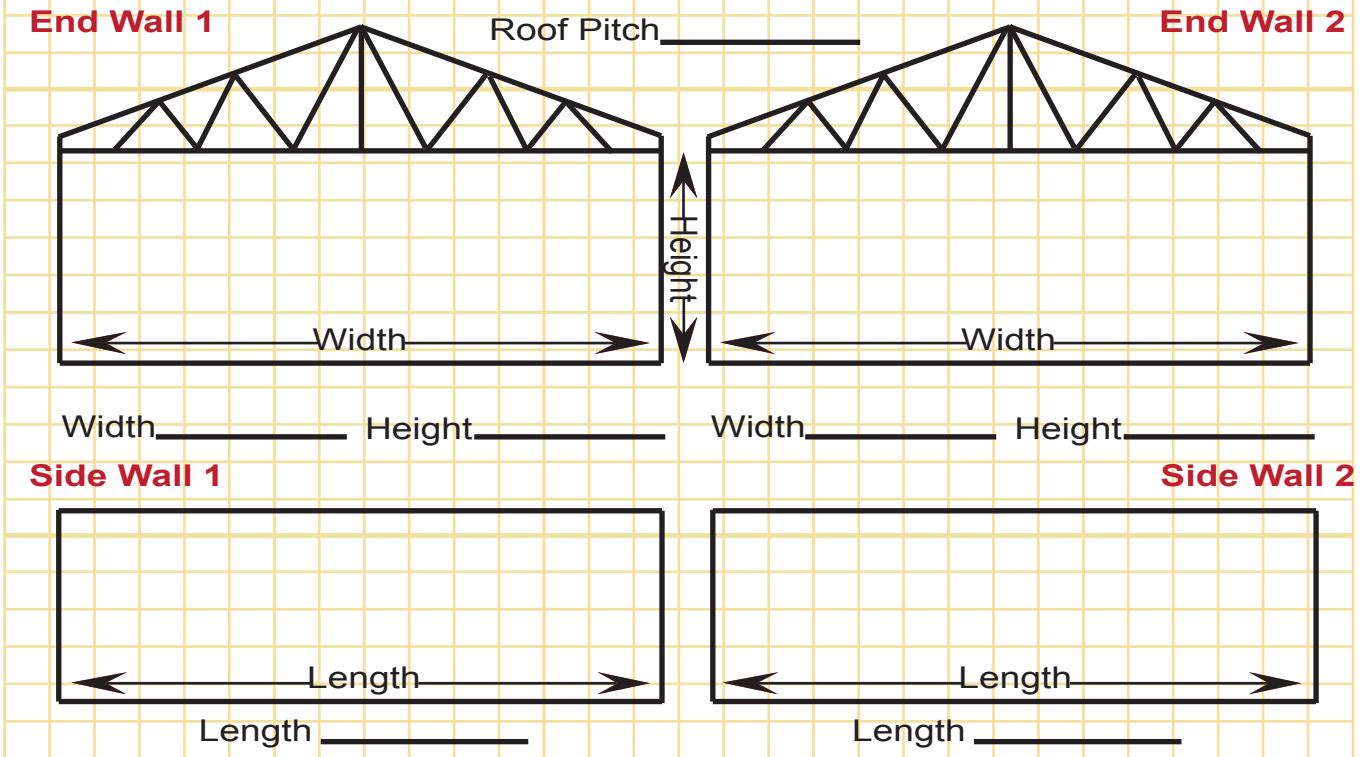 End Wall 1
Roof Pitch
End Wall 2
Height
Width
Width
Width Height Width Height
Side Wall 1
Side Wall 2
Length
Length
Length
Length